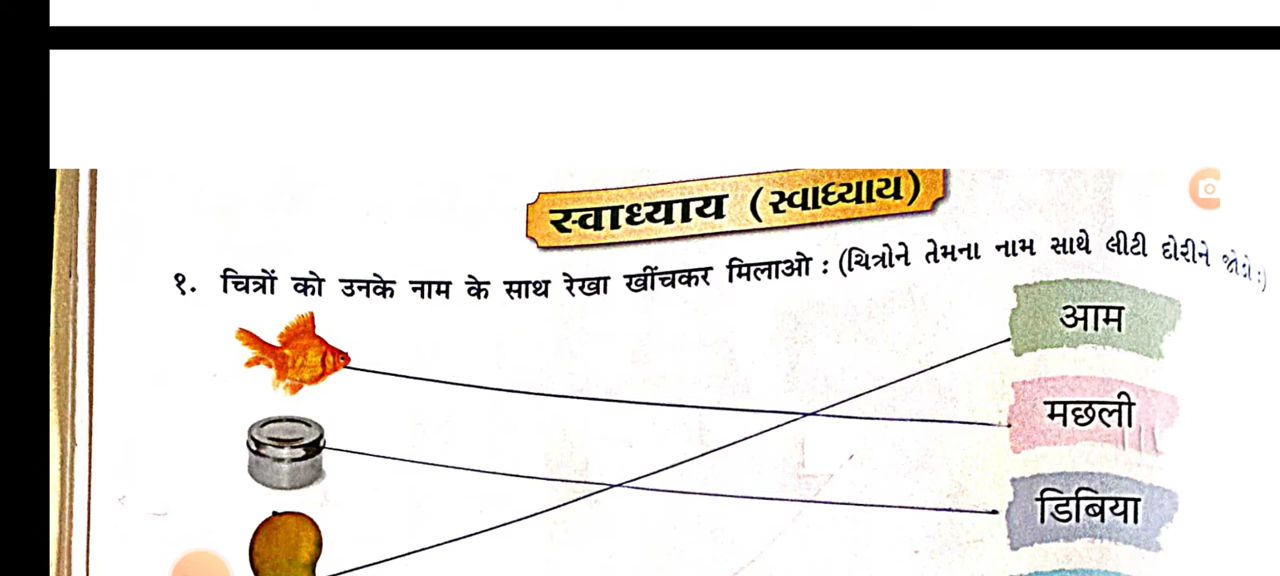 स्वाध्याय (સ્વાધ્યાય)
१. चित्रों को उनके नाम के साथ रेखा खींचकर मिलाओ : (ચિત્રોને તેમના નામ સાથે લીટી દોરીને જોડો :)
आम
मछली
डिबिया